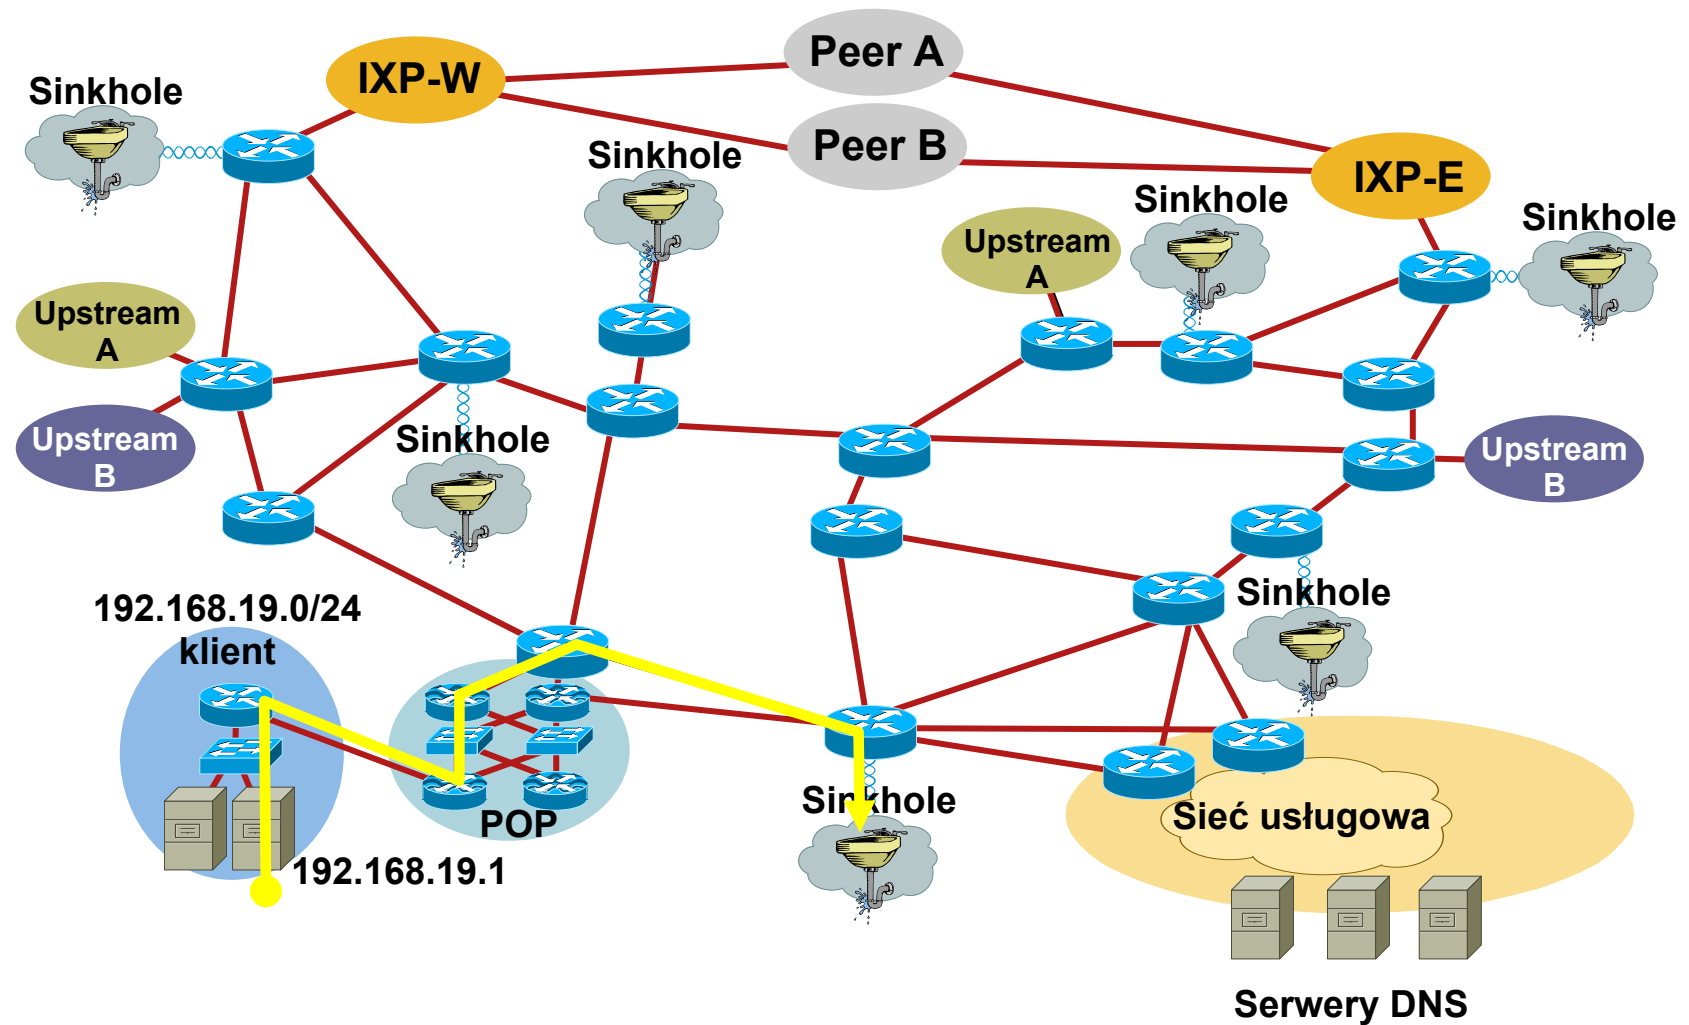 Peer A
IXP-W
Sinkhole
Peer B
Sinkhole
IXP-E
Sinkhole
Sinkhole
Upstream
A
Upstream
A
Upstream
B
Sinkhole
Upstream
B
Sinkhole
192.168.19.0/24
klient
POP
Sinkhole
Sieć usługowa
192.168.19.1
Serwery DNS